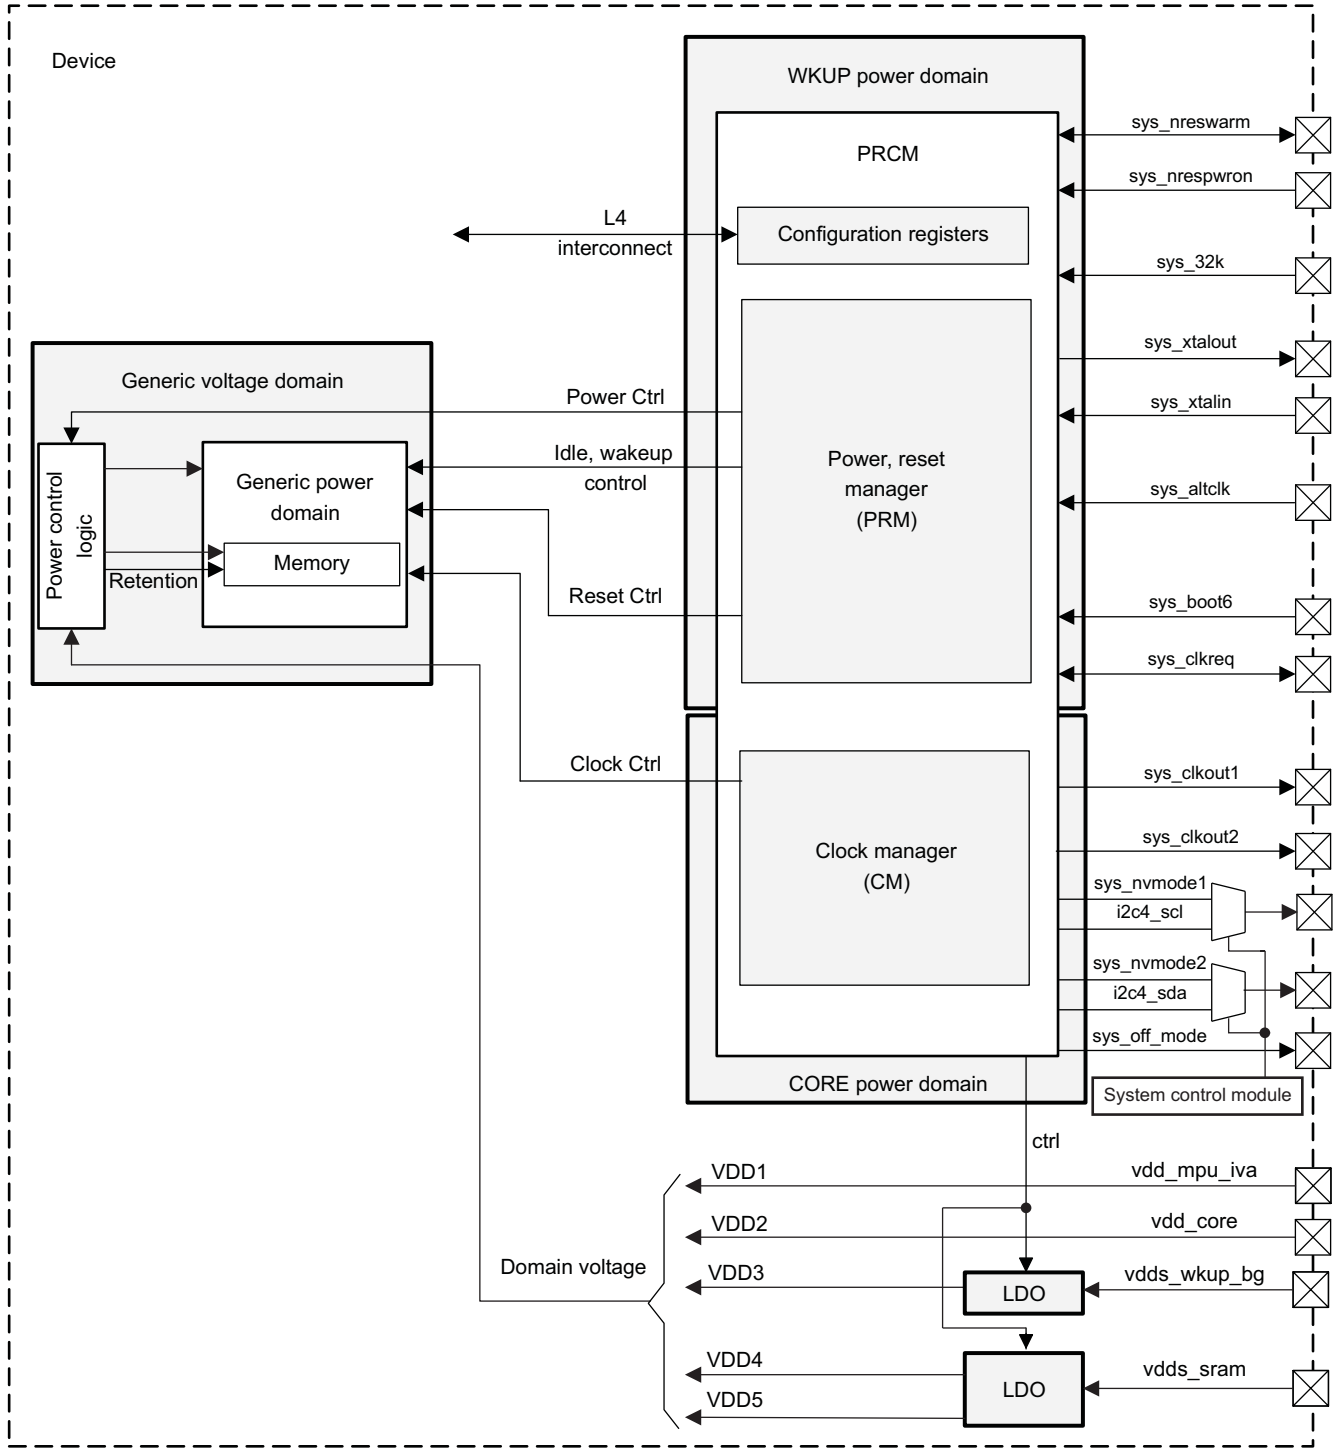 Device
WKUP power domain
PRCM
L4
interconnect
Configuration registers
Generic voltage domain
Power control
logic
Generic power
domain
Memory
Retention
Power Ctrl
Idle, wakeup
control
Reset Ctrl
Clock Ctrl
Power, reset
manager
(PRM)
Clock manager
(CM)
CORE power domain
sys_nreswarm
sys_nrespwron
sys_32k
sys_xtalout
sys_xtalin
sys_altclk
sys_boot6
sys_clkreq
sys_clkout1
sys_clkout2
sys_nvmode1
i2c4_scl
sys_nvmode2
i2c4_sda
sys_off_mode
System control module
ctrl
Domain voltage
VDD1
vdd_mpu_iva
VDD2
vdd_core
VDD3
LDO
vdds_wkup_bg
VDD4
VDD5
LDO
vdds_sram